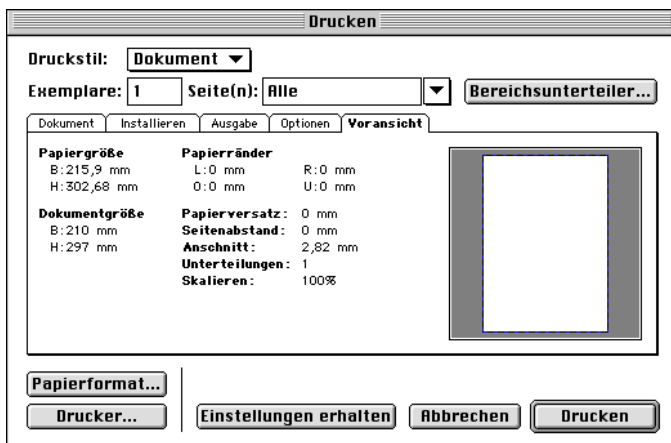 Drucken
Druckstil: Dokument
Exemplare: 1 Seite(n): Alle Bereichsunterteiler...
Dokument Installieren Ausgabe Optionen Voransicht
Papiergröße Papierränder
B:215,9 mm L:0 mm R:0 mm
H:302,68 mm O:0 mm U:0 mm
Dokumentgröße Papierversatz: 0 mm
B:210 mm Seitenabstand: 0 mm
H:297 mm Anschnitt: 2,82 mm
Unterteilungen: 1
Skalieren: 100%
Papierformat...
Drucker... Einstellungen erhalten Abbrechen Drucken